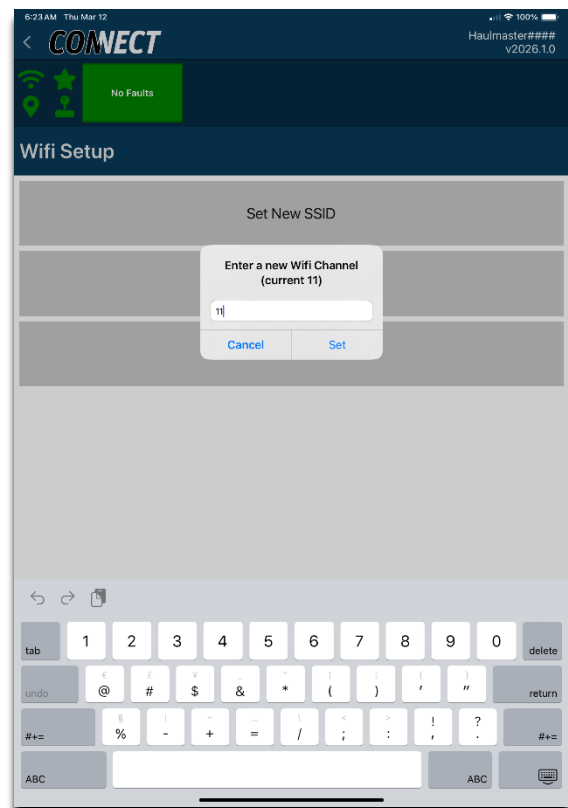 6:23 AM Thu Mar 12
100%
CONNECT
Haulmaster####
v2026.1.0
No Faults
Wifi Setup
Set New SSID
Enter a new Wifi Channel
(current 11)
11
Cancel
Set
tab 1 2 3 4 5 6 7 8 9 0 delete
undo @ # $ & * ( ) ' " return
#+= % - + = / ; : ! , ? . #+=
ABC ABC